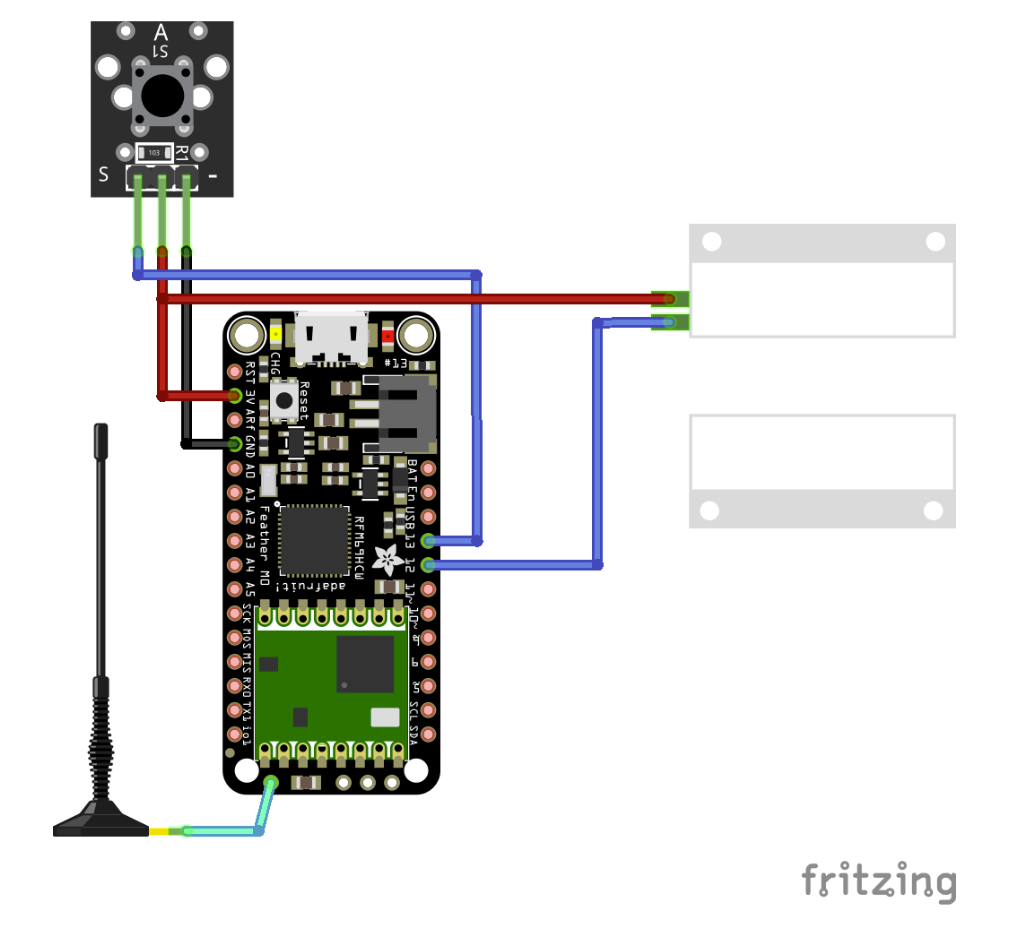 A
S1
103
R1
S
-
CHG
#13
RST
3V
ARf
GND
A0
A1
A2
A3
A4
A5
SCK
MOS
MIS
RX0
TX1
io1
Reset
BAT
En
USB
13
12
11~
10~
9
6
5
SCL
SDA
Feather M0
RFM69HCW
adafruit!
fritzing